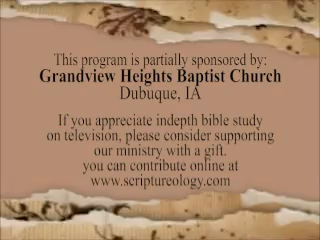 This program is partially sponsored by:
Grandview Heights Baptist Church
Dubuque, IA
If you appreciate indepth bible study
on television, please consider supporting
our ministry with a gift.
you can contribute online at
www.scriptureology.com